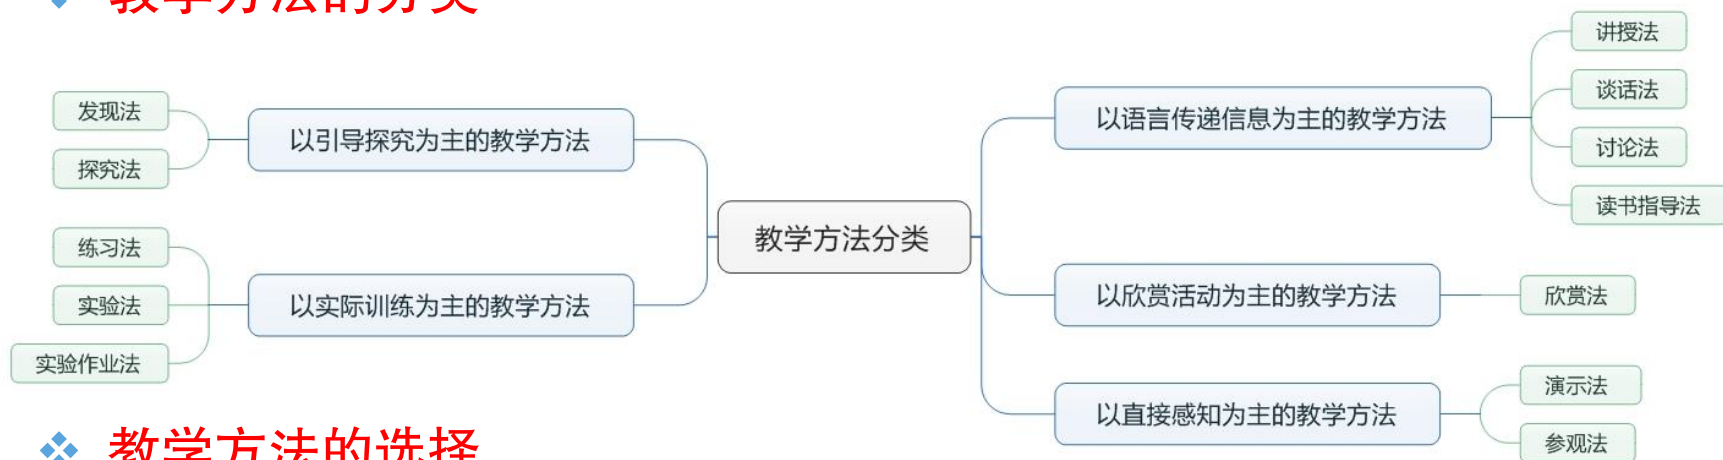 教学方法的分类
教学方法分类
以引导探究为主的教学方法
发现法
探究法
以实际训练为主的教学方法
练习法
实验法
实验作业法
以语言传递信息为主的教学方法
讲授法
谈话法
讨论法
读书指导法
以欣赏活动为主的教学方法
欣赏法
以直接感知为主的教学方法
演示法
参观法
教学方法的选择